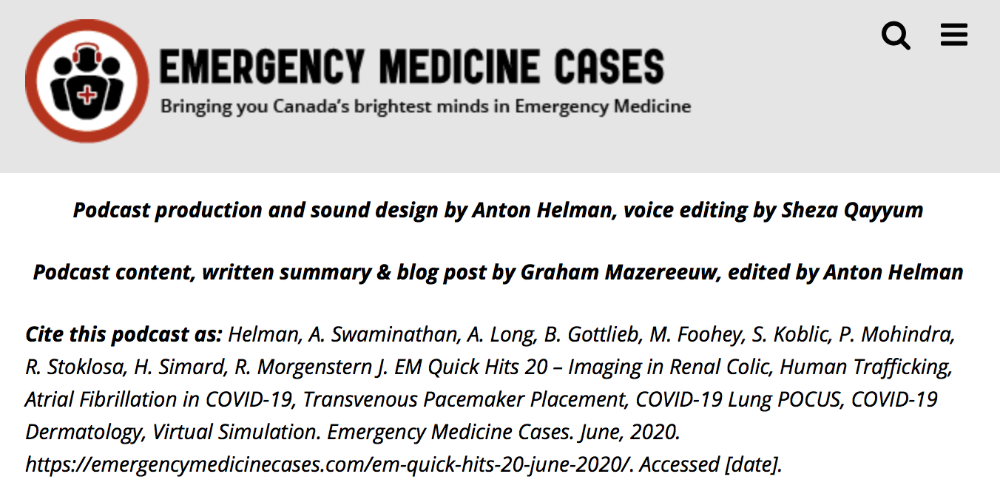 EMERGENCY MEDICINE CASES
Bringing you Canada's brightest minds in Emergency Medicine
Podcast production and sound design by Anton Helman, voice editing by Sheza Qayyum
Podcast content, written summary & blog post by Graham Mazereeuw, edited by Anton Helman
Cite this podcast as: Helman, A. Swaminathan, A. Long, B. Gottlieb, M. Foohey, S. Koblic, P. Mohindra,
R. Stoklosa, H. Simard, R. Morgenstern J. EM Quick Hits 20 – Imaging in Renal Colic, Human Trafficking,
Atrial Fibrillation in COVID-19, Transvenous Pacemaker Placement, COVID-19 Lung POCUS, COVID-19
Dermatology, Virtual Simulation. Emergency Medicine Cases. June, 2020.
https://emergencymedicinecases.com/em-quick-hits-20-june-2020/. Accessed [date].